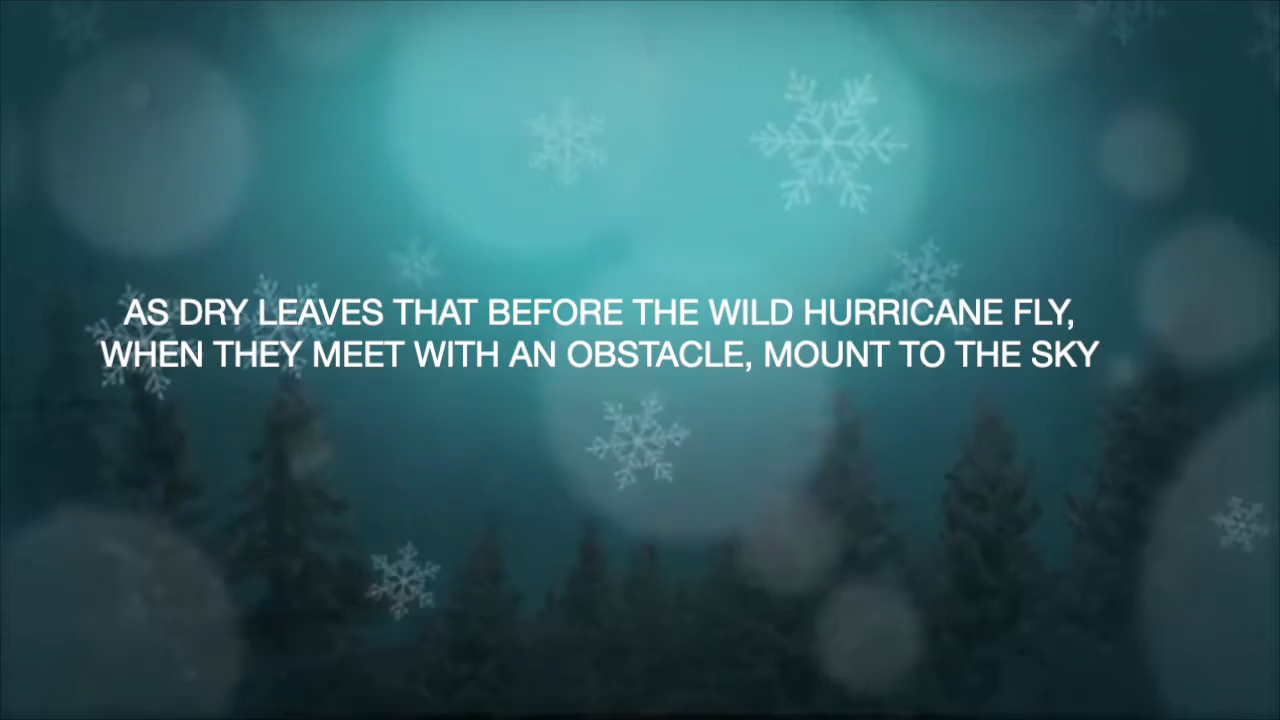 AS DRY LEAVES THAT BEFORE THE WILD HURRICANE FLY,
WHEN THEY MEET WITH AN OBSTACLE, MOUNT TO THE SKY